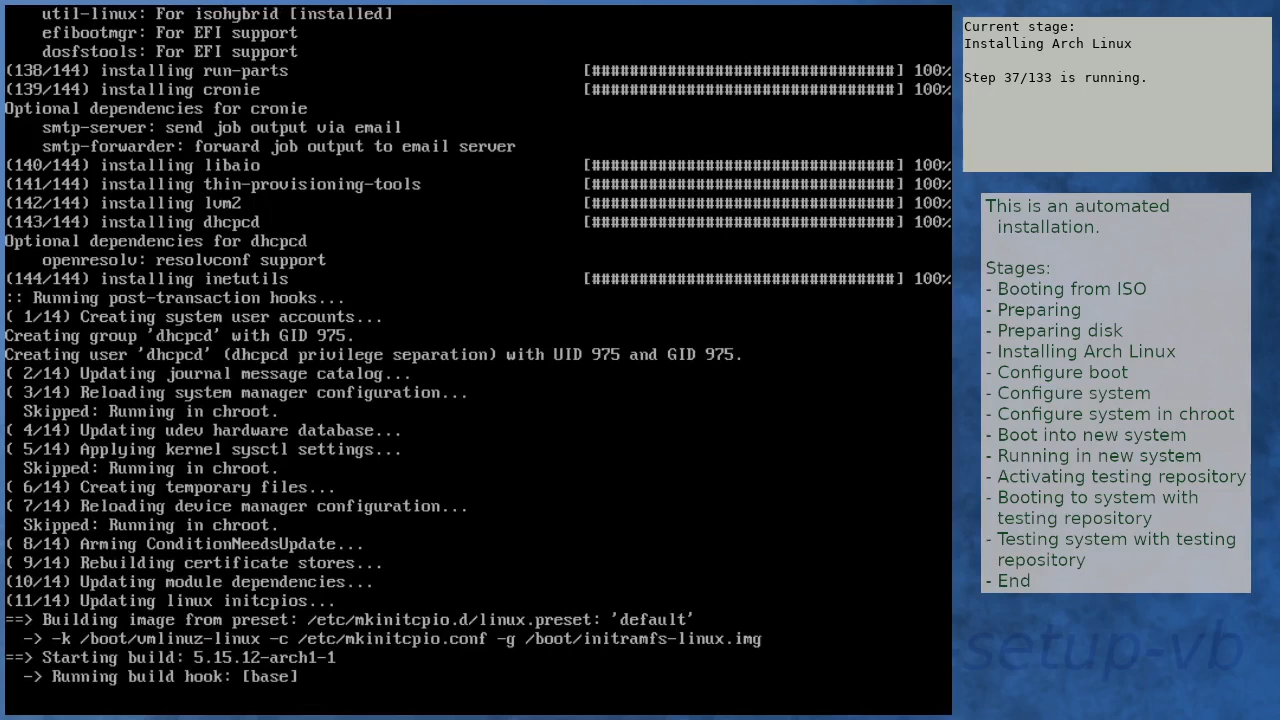 util-linux: For isohybrid [installed]
efibootmgr: For EFI support
dosfstools: For EFI support
(138/144) installing run-parts [################################] 100%
(139/144) installing cronie [################################] 100%
Optional dependencies for cronie
smtp-server: send job output via email
smtp-forwarder: forward job output to email server
(140/144) installing libaio [################################] 100%
(141/144) installing thin-provisioning-tools [################################] 100%
(142/144) installing lvm2 [################################] 100%
(143/144) installing dhcpcd [################################] 100%
Optional dependencies for dhcpcd
openresolv: resolvconf support
(144/144) installing inetutils [################################] 100%
:: Running post-transaction hooks...
( 1/14) Creating system user accounts...
Creating group 'dhcpcd' with GID 975.
Creating user 'dhcpcd' (dhcpcd privilege separation) with UID 975 and GID 975.
( 2/14) Updating journal message catalog...
( 3/14) Reloading system manager configuration...
Skipped: Running in chroot.
( 4/14) Updating udev hardware database...
( 5/14) Applying kernel sysctl settings...
Skipped: Running in chroot.
( 6/14) Creating temporary files...
( 7/14) Reloading device manager configuration...
Skipped: Running in chroot.
( 8/14) Arming ConditionNeedsUpdate...
( 9/14) Rebuilding certificate stores...
(10/14) Updating module dependencies...
(11/14) Updating linux initcpios...
==> Building image from preset: /etc/mkinitcpio.d/linux.preset: 'default'
-> -k /boot/vmlinuz-linux -c /etc/mkinitcpio.conf -g /boot/initramfs-linux.img
==> Starting build: 5.15.12-arch1-1
-> Running build hook: [base]
Current stage:
Installing Arch Linux
Step 37/133 is running.
This is an automated
installation.
Stages:
- Booting from ISO
- Preparing
- Preparing disk
- Installing Arch Linux
- Configure boot
- Configure system
- Configure system in chroot
- Boot into new system
- Running in new system
- Activating testing repository
- Booting to system with
testing repository
- Testing system with testing
repository
- End
setup-vb